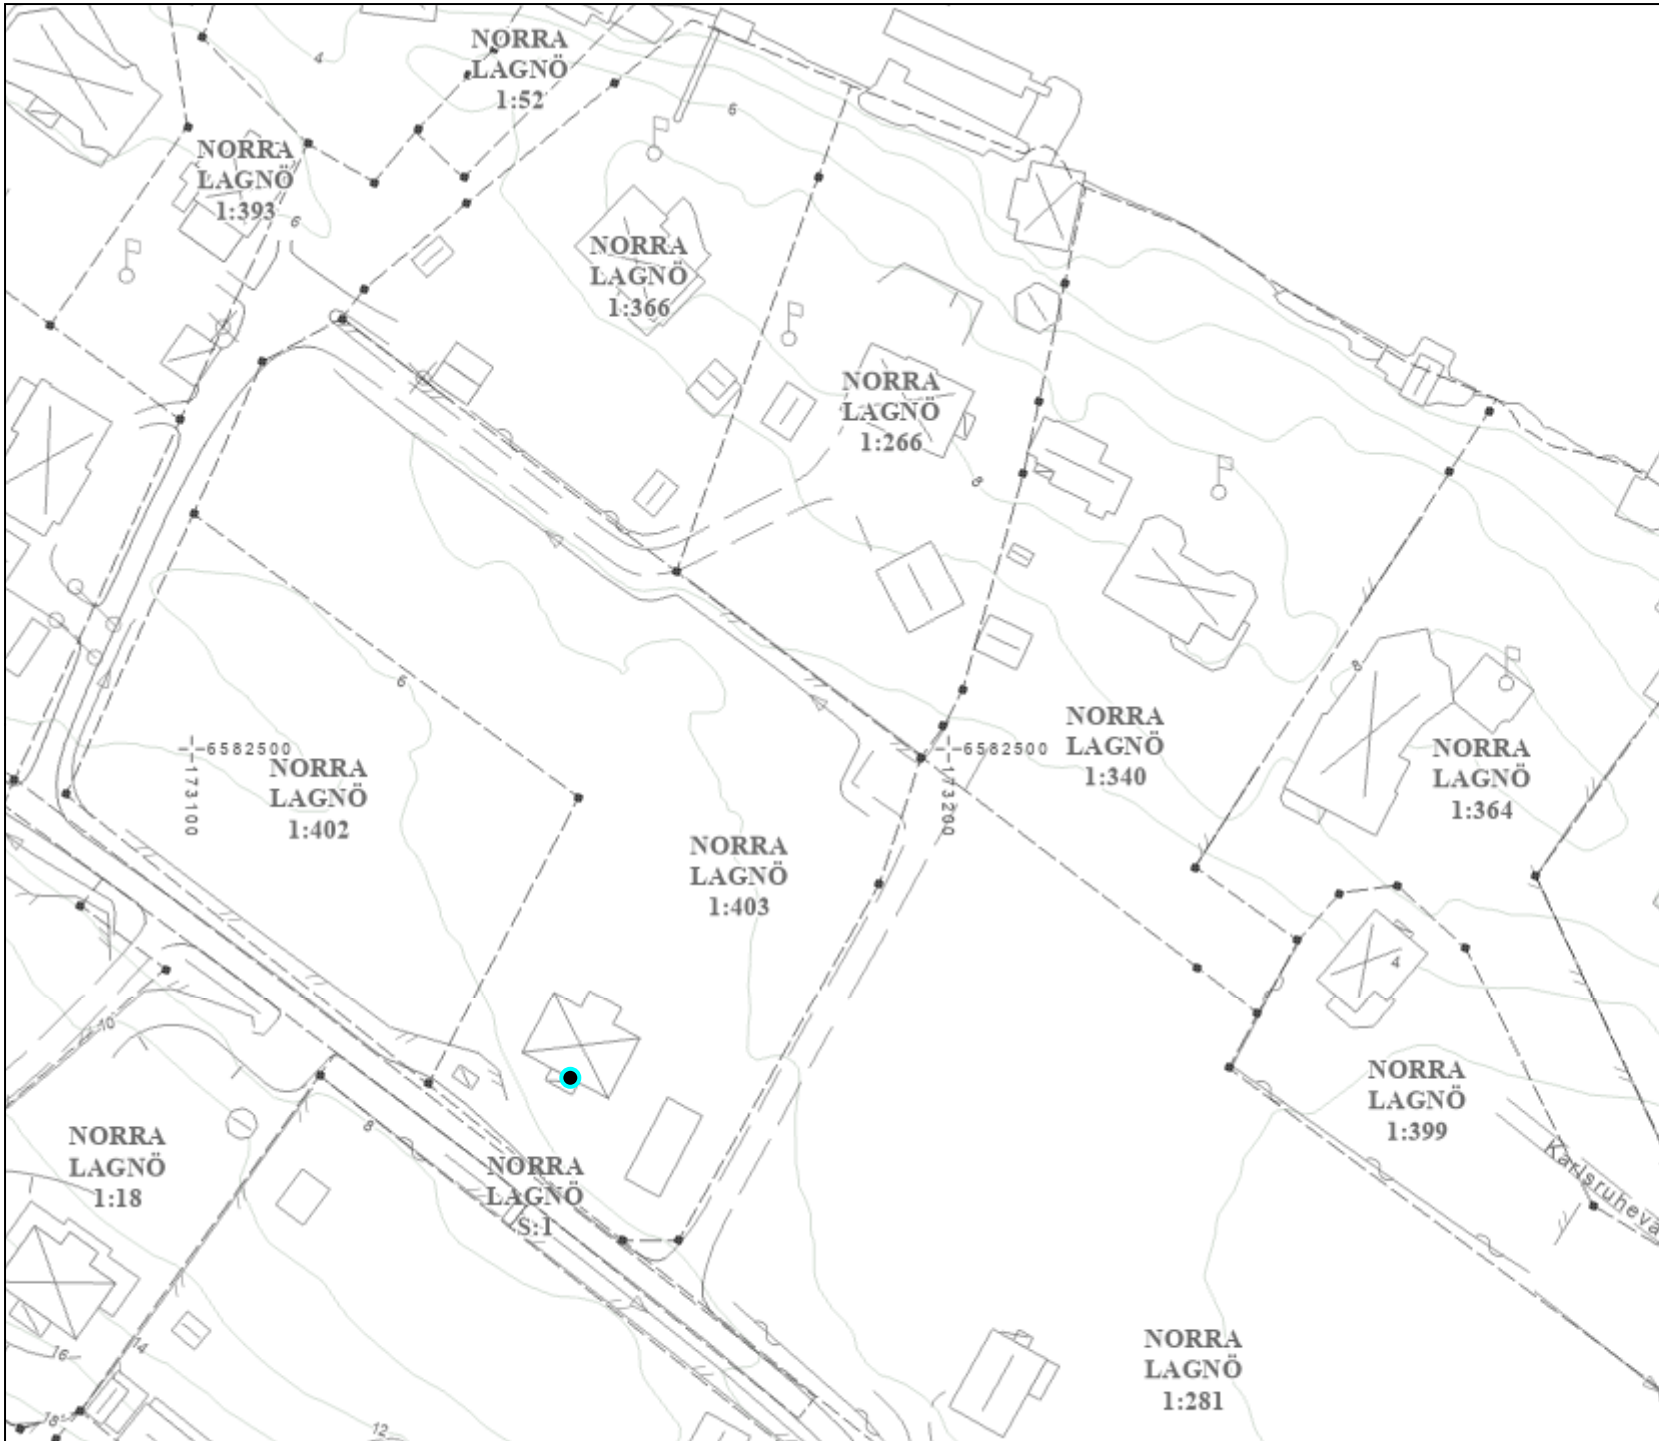 NORRA
LAGNÖ
1:52
4
6
NORRA
LAGNÖ
1:393
6
NORRA
LAGNÖ
1:366
NORRA
LAGNÖ
1:266
8
6
8
6582500
173100
NORRA
LAGNÖ
1:402
6582500
173200
NORRA
LAGNÖ
1:340
NORRA
LAGNÖ
1:364
NORRA
LAGNÖ
1:403
4
10
NORRA
LAGNÖ
1:399
8
NORRA
LAGNÖ
1:18
NORRA
LAGNÖ
S:1
Karlsruhevä
NORRA
LAGNÖ
1:281
16
14
18
12